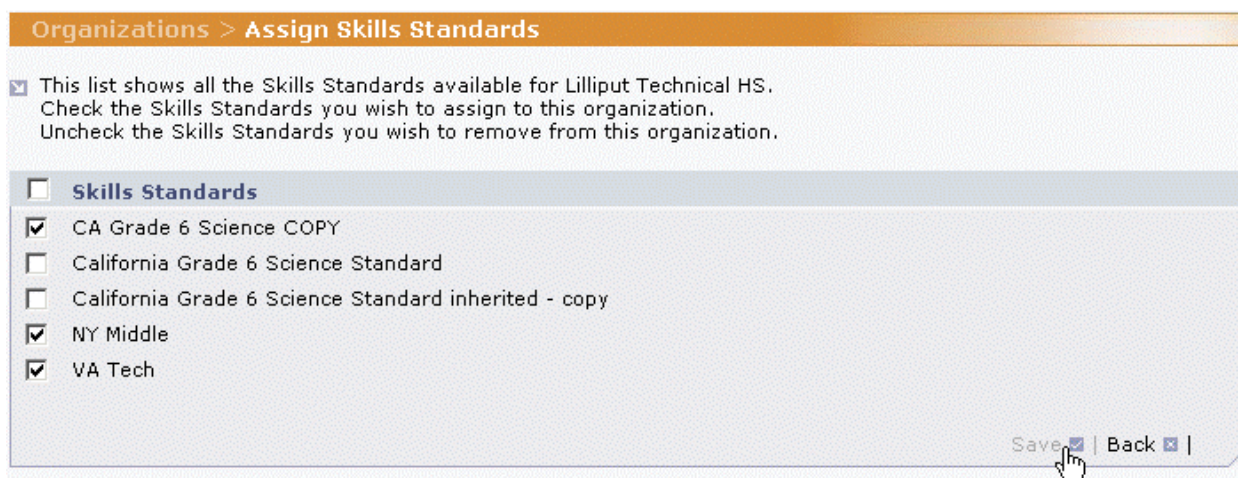 Organizations > Assign Skills Standards
This list shows all the Skills Standards available for Lilliput Technical HS.
Check the Skills Standards you wish to assign to this organization.
Uncheck the Skills Standards you wish to remove from this organization.
Skills Standards
CA Grade 6 Science COPY
California Grade 6 Science Standard
California Grade 6 Science Standard inherited - copy
NY Middle
VA Tech
Save | Back |